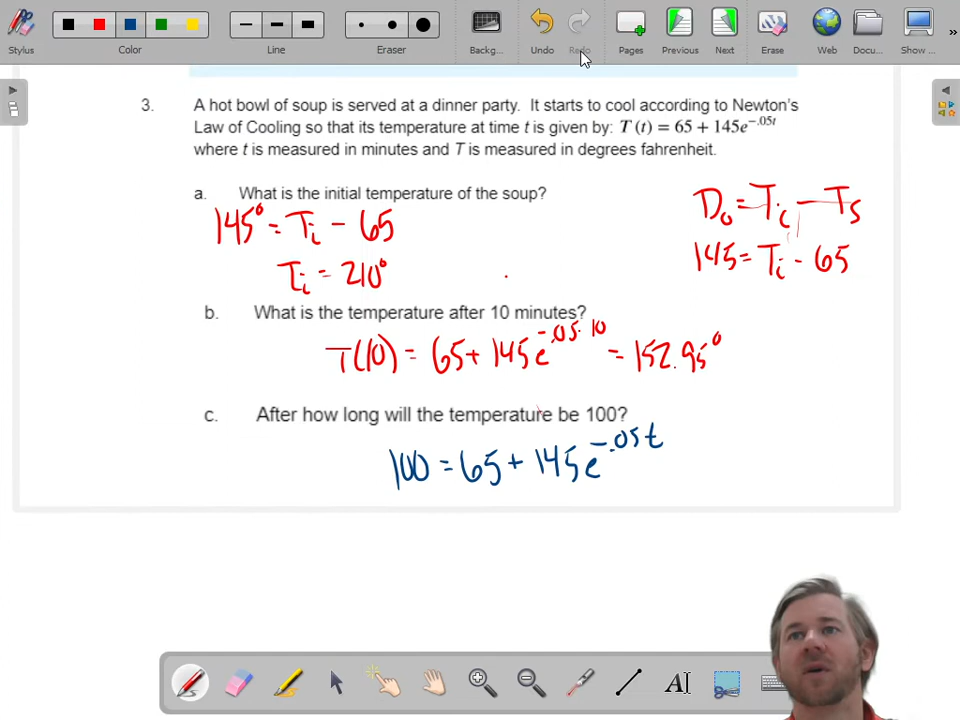 Stylus
Color
Line
Eraser
Backg...
Undo
Redo
Pages
Previous
Next
Erase
Web
Docu...
Show ...
»
3. A hot bowl of soup is served at a dinner party. It starts to cool according to Newton's
Law of Cooling so that its temperature at time t is given by: T (t) = 65 + 145e^-.05t
where t is measured in minutes and T is measured in degrees fahrenheit.
a. What is the initial temperature of the soup?
145° = Ti - 65
Ti = 210°
D₀ = Ti - Ts
145 = Ti - 65
b. What is the temperature after 10 minutes?
T(10) = 65 + 145e^-.05·10 = 152.95°
c. After how long will the temperature be 100?
100 = 65 + 145e^-.05t
A